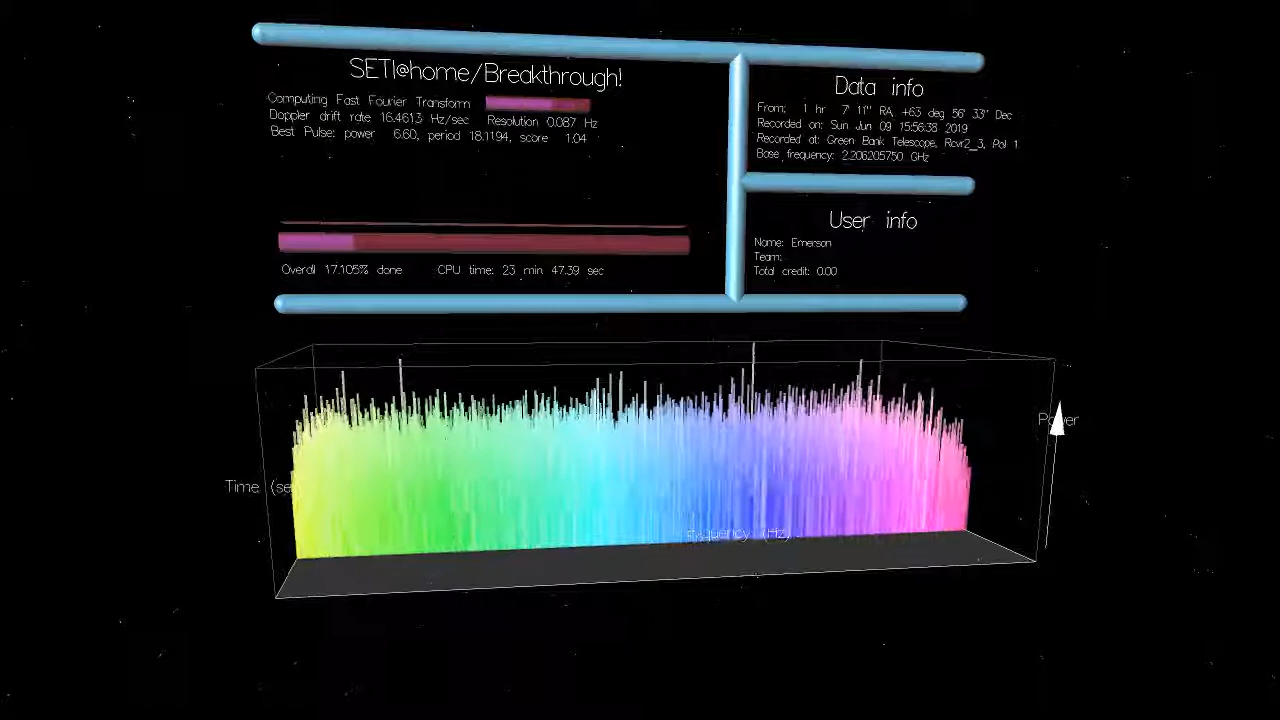 SETI@home/Breakthrough!
Computing Fast Fourier Transform
Doppler drift rate 16.4613 Hz/sec Resolution 0.087 Hz
Best Pulse: power 6.60, period 18.1194, score 1.04
Overall 17.105% done CPU time: 23 min 47.39 sec
Data info
From: 1 hr 7' 11" RA, +63 deg 56' 33" Dec
Recorded on: Sun Jun 09 15:56:38 2019
Recorded at: Green Bank Telescope, Rcvr2_3, Pol 1
Base frequency: 2.206205750 GHz
User info
Name: Emerson
Team:
Total credit: 0.00
Power
Time (se
Frequency (Hz)